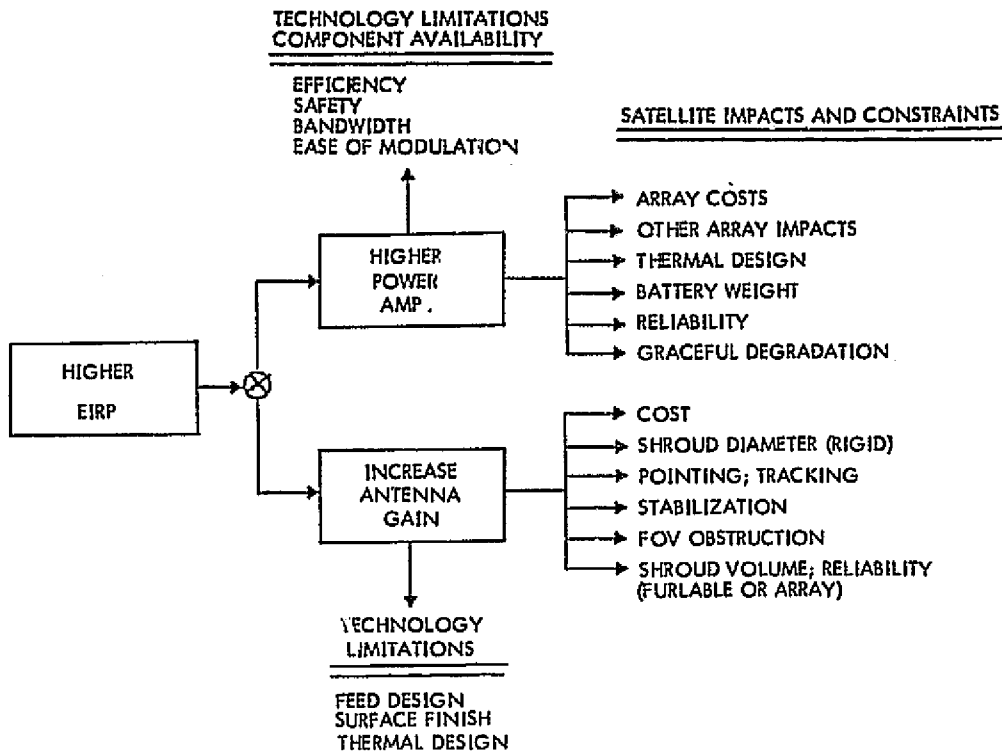 TECHNOLOGY LIMITATIONS
COMPONENT AVAILABILITY
EFFICIENCY
SAFETY
BANDWIDTH
EASE OF MODULATION
SATELLITE IMPACTS AND CONSTRAINTS
HIGHER
POWER
AMP.
ARRAY COSTS
OTHER ARRAY IMPACTS
THERMAL DESIGN
BATTERY WEIGHT
RELIABILITY
GRACEFUL DEGRADATION
HIGHER
EIRP
INCREASE
ANTENNA
GAIN
COST
SHROUD DIAMETER (RIGID)
POINTING; TRACKING
STABILIZATION
FOV OBSTRUCTION
SHROUD VOLUME; RELIABILITY
(FURLABLE OR ARRAY)
TECHNOLOGY
LIMITATIONS
FEED DESIGN
SURFACE FINISH
THERMAL DESIGN